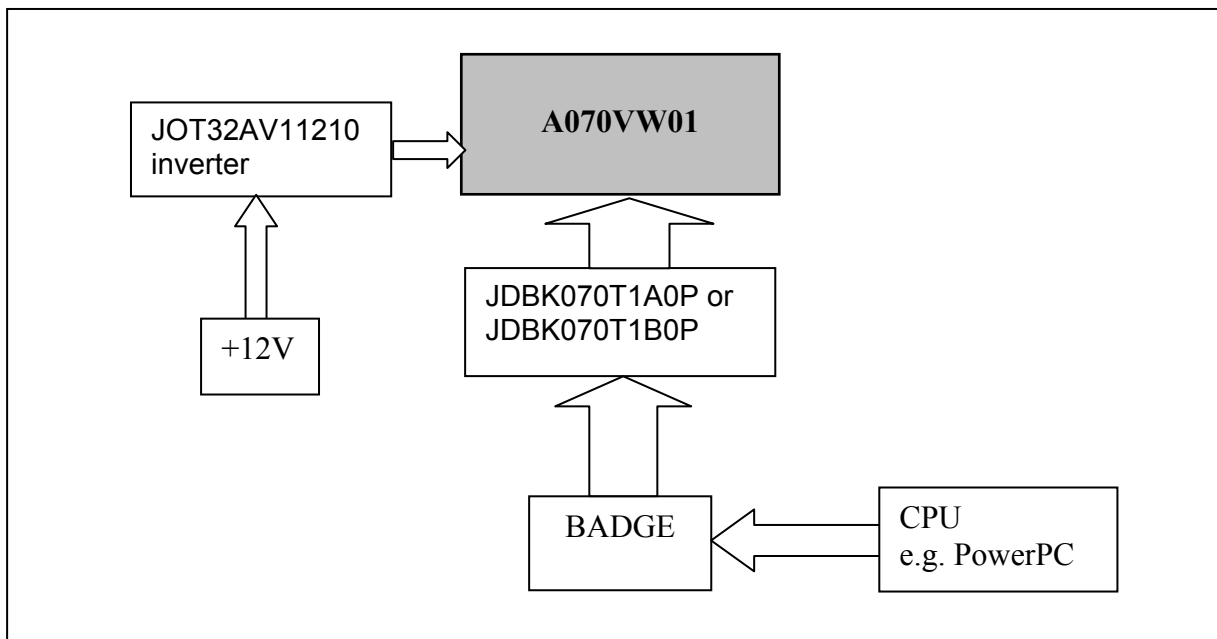 A070VW01
JOT32AV11210
inverter
JDBK070T1A0P or
JDBK070T1B0P
+12V
BADGE
CPU
e.g. PowerPC